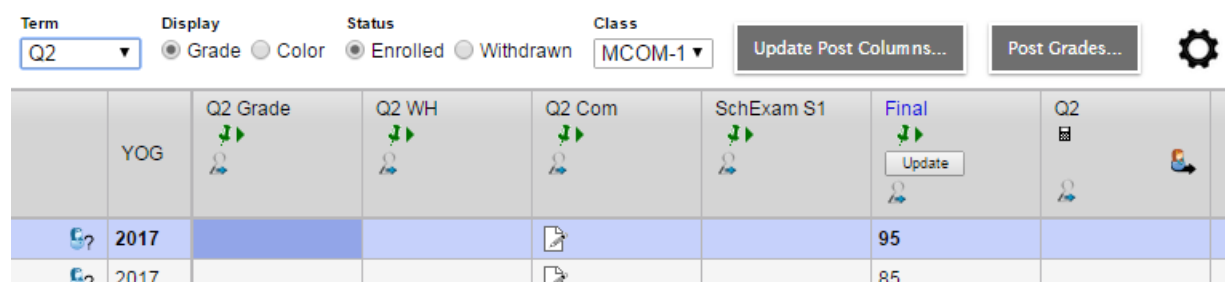 Term Display Status Class
Q2 Grade Color Enrolled Withdrawn MCOM-1 Update Post Columns... Post Grades...
YOG Q2 Grade Q2 WH Q2 Com SchExam S1 Final Q2
Update
2017 95
2017 85